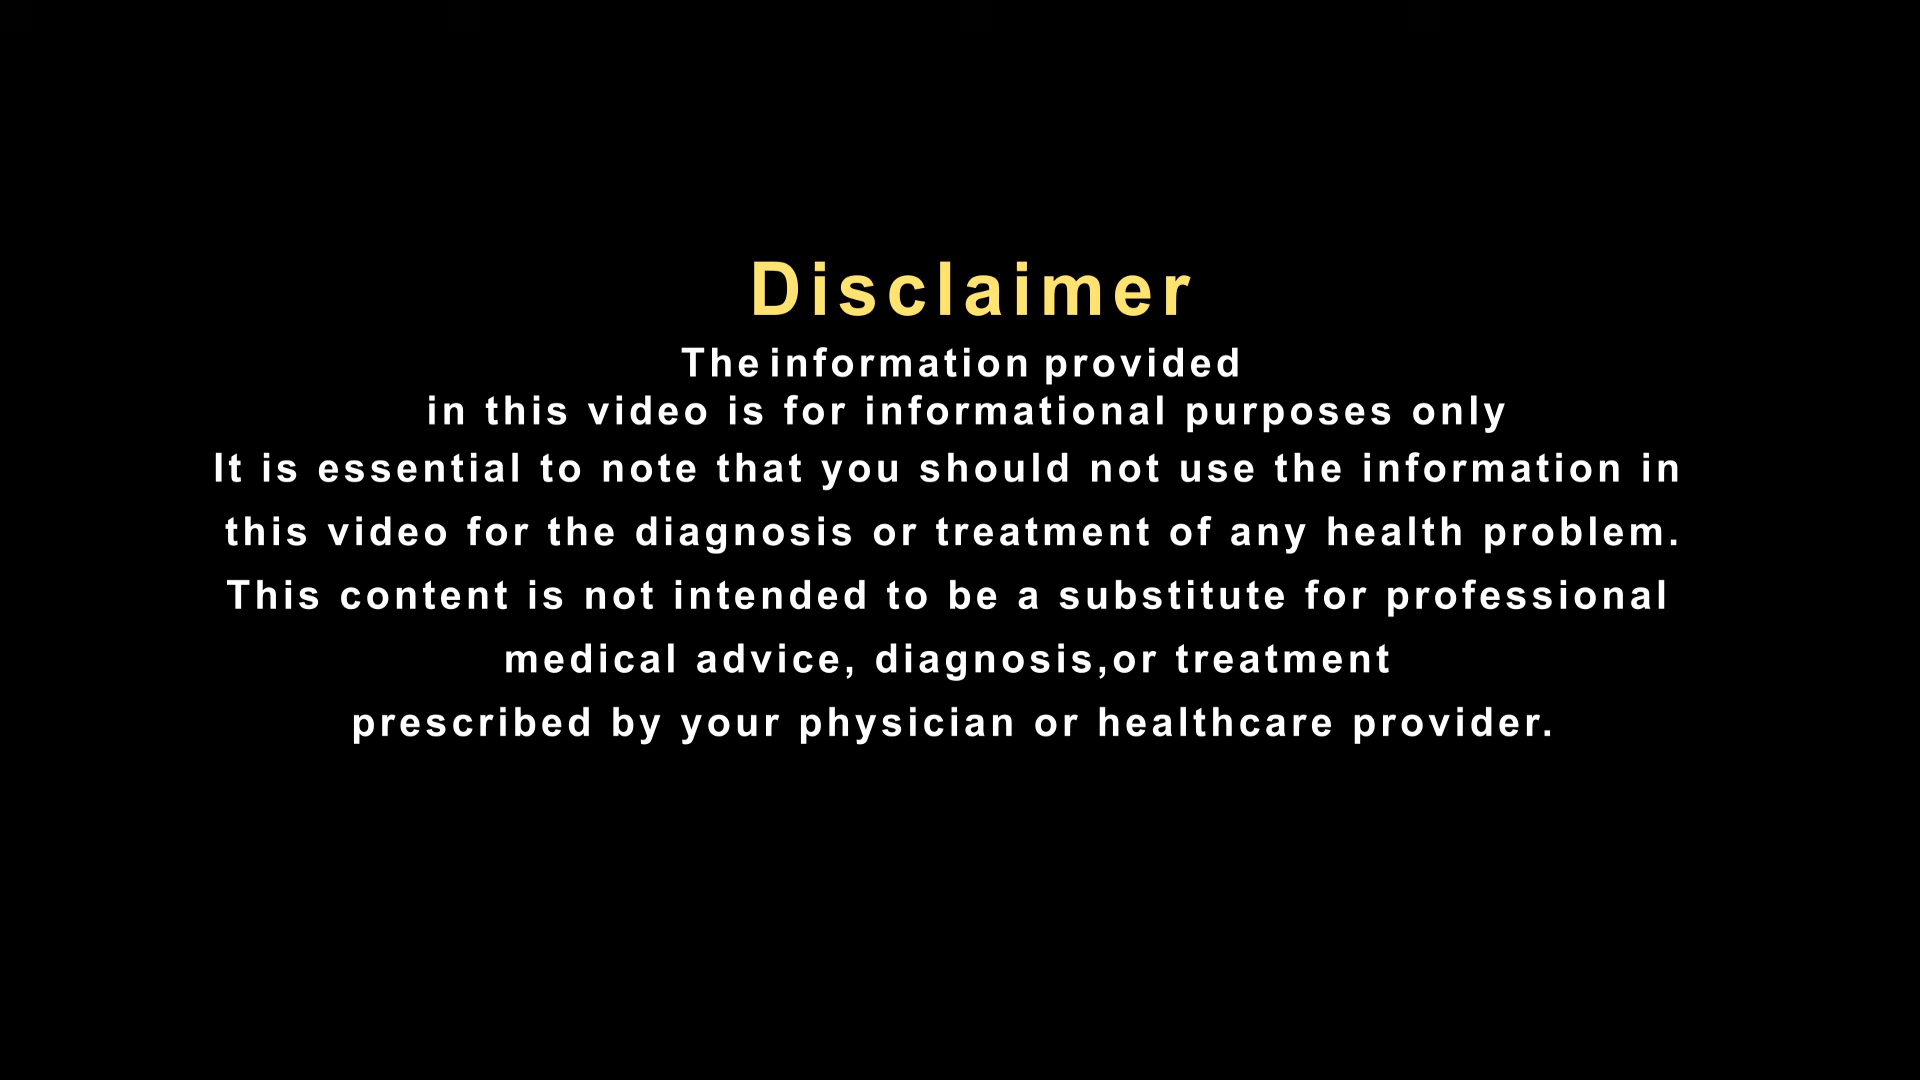 Disclaimer
The information provided
in this video is for informational purposes only
It is essential to note that you should not use the information in
this video for the diagnosis or treatment of any health problem.
This content is not intended to be a substitute for professional
medical advice, diagnosis,or treatment
prescribed by your physician or healthcare provider.